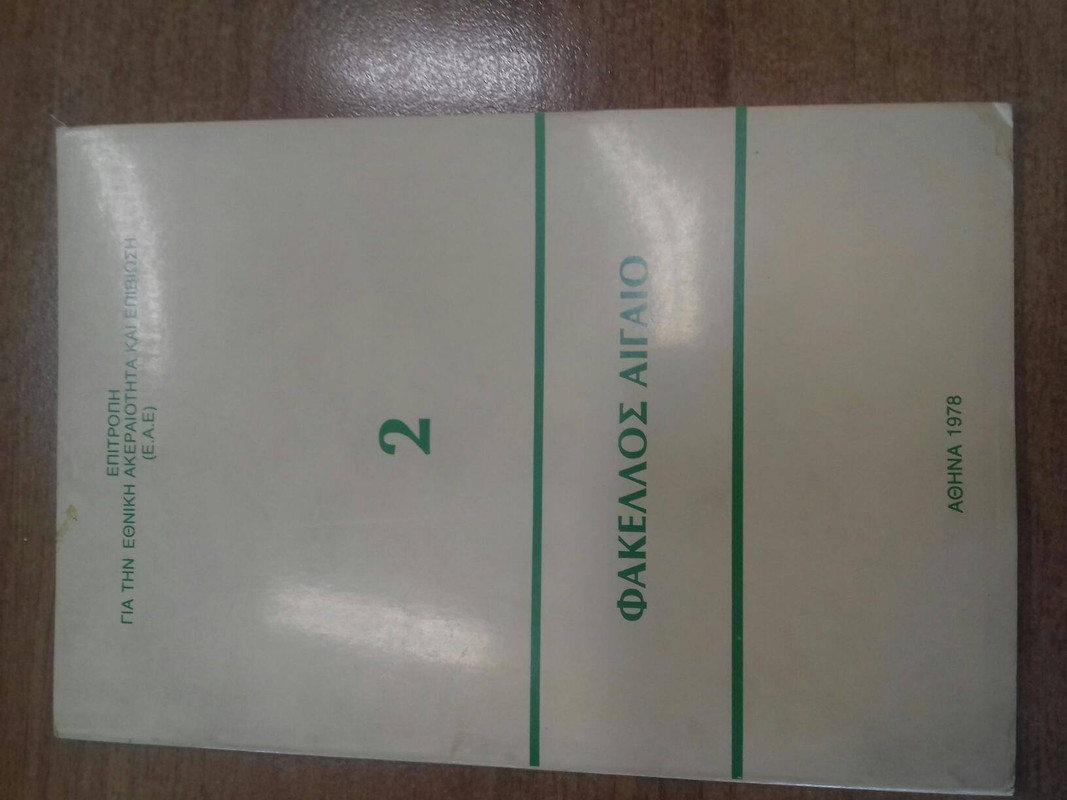 ΕΠΙΤΡΟΠΗ
ΓΙΑ ΤΗΝ ΕΘΝΙΚΗ ΑΚΕΡΑΙΟΤΗΤΑ ΚΑΙ ΕΠΙΒΙΩΣΗ
(Ε.Α.Ε)
2
ΦΑΚΕΛΛΟΣ ΑΙΓΑΙΟ
ΑΘΗΝΑ 1978